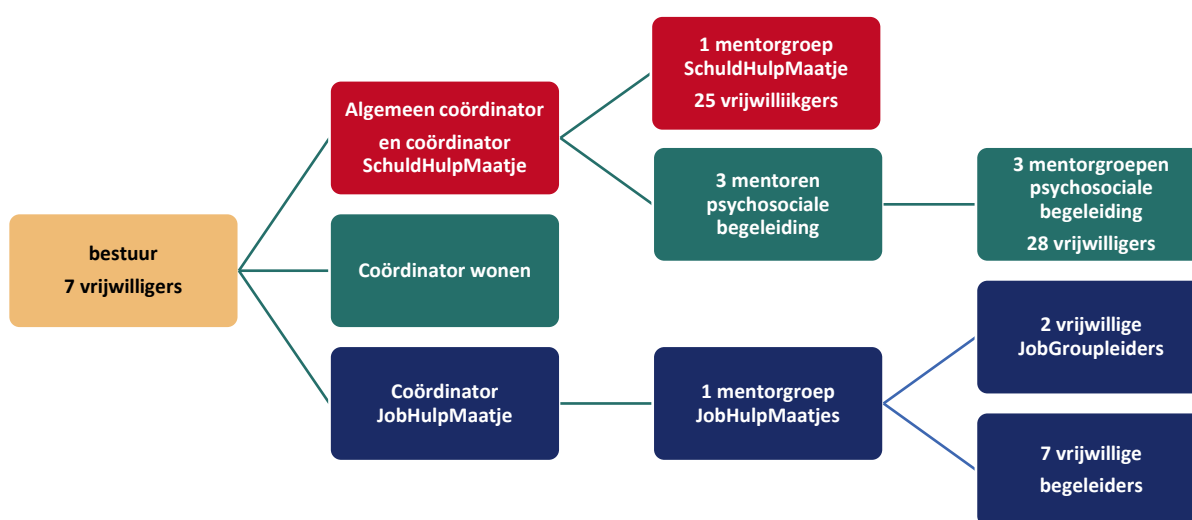 bestuur
7 vrijwilligers
Algemeen coördinator
en coördinator
SchuldHulpMaatje
Coördinator wonen
Coördinator
JobHulpMaatje
1 mentorgroep
SchuldHulpMaatje
25 vrijwilliikgers
3 mentoren
psychosociale
begeleiding
1 mentorgroep
JobHulpMaatjes
3 mentorgroepen
psychosociale
begeleiding
28 vrijwilligers
2 vrijwillige
JobGroupleiders
7 vrijwillige
begeleiders